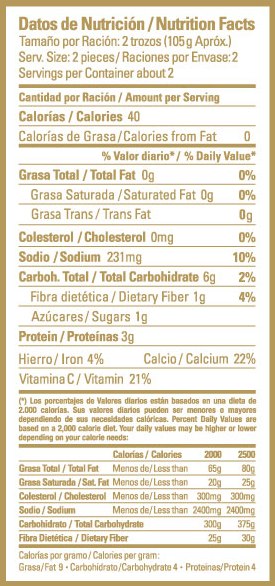 Datos de Nutrición / Nutrition Facts
Tamaño por Ración: 2 trozos (105g Apróx.)
Serv. Size: 2 pieces / Raciones por Envase: 2
Servings per Container about 2
Cantidad por Ración / Amount per Serving
Calorías / Calories 40
Calorías de Grasa / Calories from Fat 0
% Valor diario* / % Daily Value*
Grasa Total / Total Fat 0g 0%
Grasa Saturada / Saturated Fat 0g 0%
Grasa Trans / Trans Fat 0g
Colesterol / Cholesterol 0mg 0%
Sodio / Sodium 231mg 10%
Carboh. Total / Total Carbohidrate 6g 2%
Fibra dietética / Dietary Fiber 1g 4%
Azúcares / Sugars 1g
Protein / Proteínas 3g
Hierro / Iron 4% Calcio / Calcium 22%
Vitamina C / Vitamin 21%
(*) Los porcentajes de Valores diarios están basados en una dieta de
2.000 calorías. Sus valores diarios pueden ser menores o mayores
dependiendo de sus necesidades calóricas. Percent Daily Values are
based on a 2,000 calorie diet. Your daily values may be higher or lower
depending on your calorie needs:
Calorías / Calories 2000 2500
Grasa Total / Total Fat Menos de / Less than 65g 80g
Grasa Saturada / Sat. Fat Menos de / Less than 20g 25g
Colesterol / Cholesterol Menos de / Less than 300mg 300mg
Sodio / Sodium Menos de / Less than 2400mg 2400mg
Carbohidrato / Total Carbohydrate 300g 375g
Fibra Dietética / Dietary Fiber 25g 30g
Calorías por gramo / Calories per gram:
Grasa/Fat 9 • Carbohidrato/Carbohydrate 4 • Proteínas/Protein 4